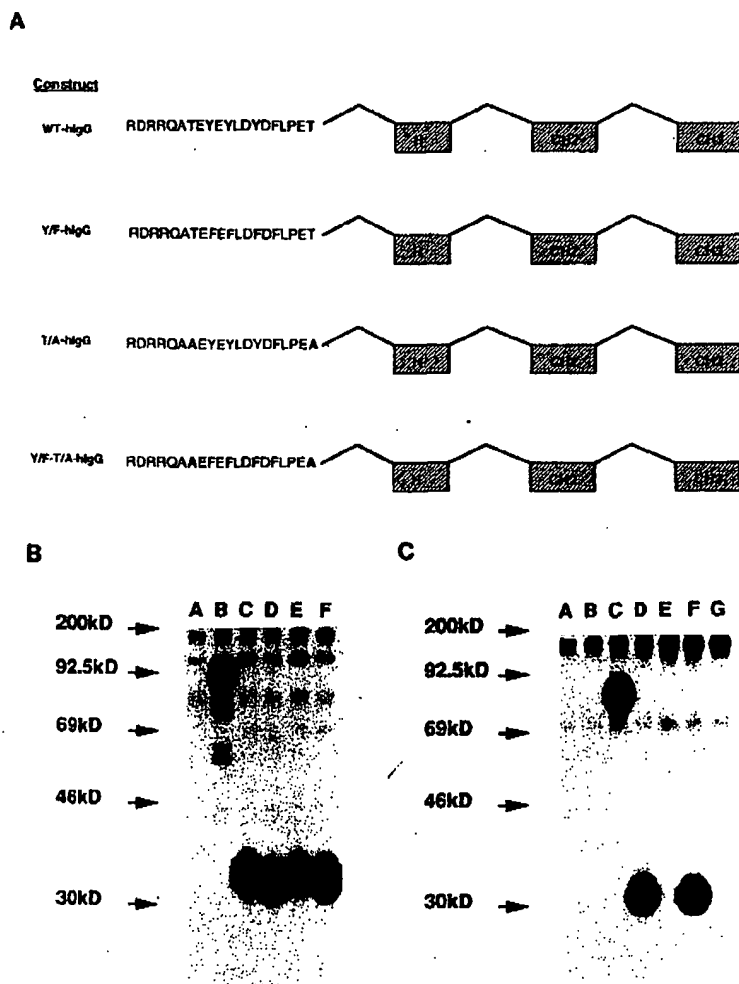 A
Construct
WT-hIgG RDRRQATEYEYLDYDFLPET
Y/F-hIgG RDRRQATEFEFLDFDFLPET
T/A-hIgG RDRRQAAEYEYLDYDFLPEA
Y/F-T/A-hIgG RDRRQAAEFEFLDFDFLPEA
B
A B C D E F
200kD
92.5kD
69kD
46kD
30kD
C
A B C D E F G
200kD
92.5kD
69kD
46kD
30kD